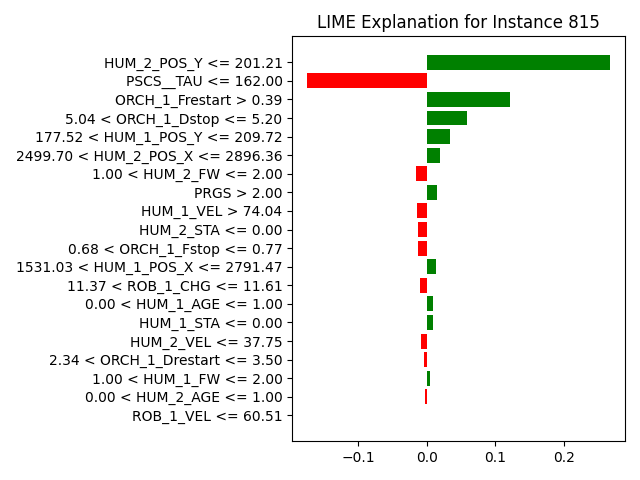 LIME Explanation for Instance 815
HUM_2_POS_Y <= 201.21
PSCS__TAU <= 162.00
ORCH_1_Frestart > 0.39
5.04 < ORCH_1_Dstop <= 5.20
177.52 < HUM_1_POS_Y <= 209.72
2499.70 < HUM_2_POS_X <= 2896.36
1.00 < HUM_2_FW <= 2.00
PRGS > 2.00
HUM_1_VEL > 74.04
HUM_2_STA <= 0.00
0.68 < ORCH_1_Fstop <= 0.77
1531.03 < HUM_1_POS_X <= 2791.47
11.37 < ROB_1_CHG <= 11.61
0.00 < HUM_1_AGE <= 1.00
HUM_1_STA <= 0.00
HUM_2_VEL <= 37.75
2.34 < ORCH_1_Drestart <= 3.50
1.00 < HUM_1_FW <= 2.00
0.00 < HUM_2_AGE <= 1.00
ROB_1_VEL <= 60.51
−0.1 0.0 0.1 0.2